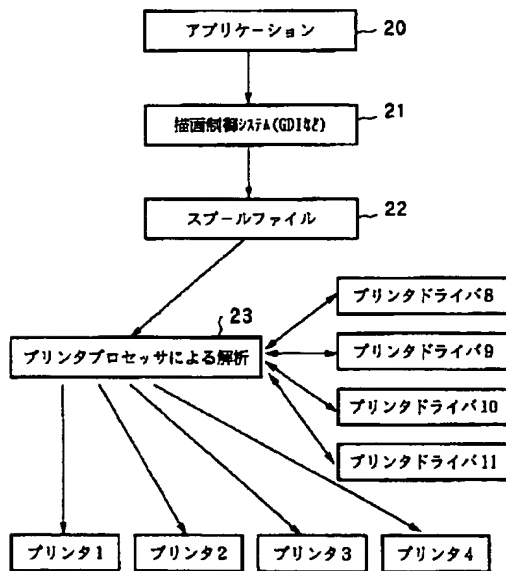 アプリケーション 20
描画制御システム(GDIなど) 21
スプールファイル 22
23
プリンタプロセッサによる解析
プリンタドライバ8
プリンタドライバ9
プリンタドライバ10
プリンタドライバ11
プリンタ1
プリンタ2
プリンタ3
プリンタ4